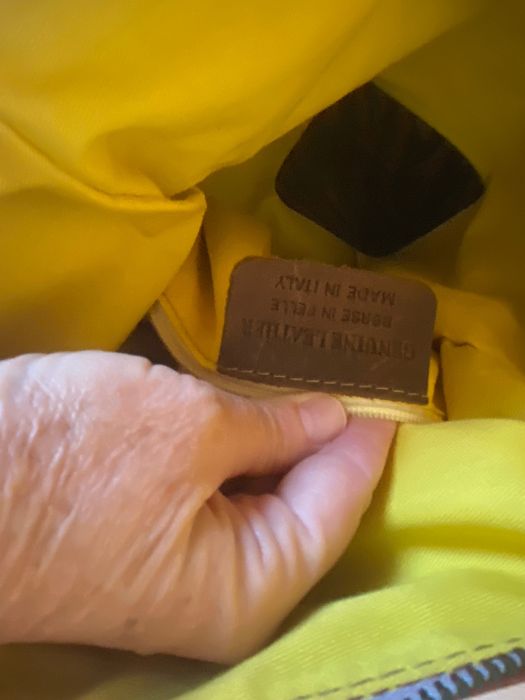 GENUINE LEATHER
BORSE IN PELLE
MADE IN ITALY